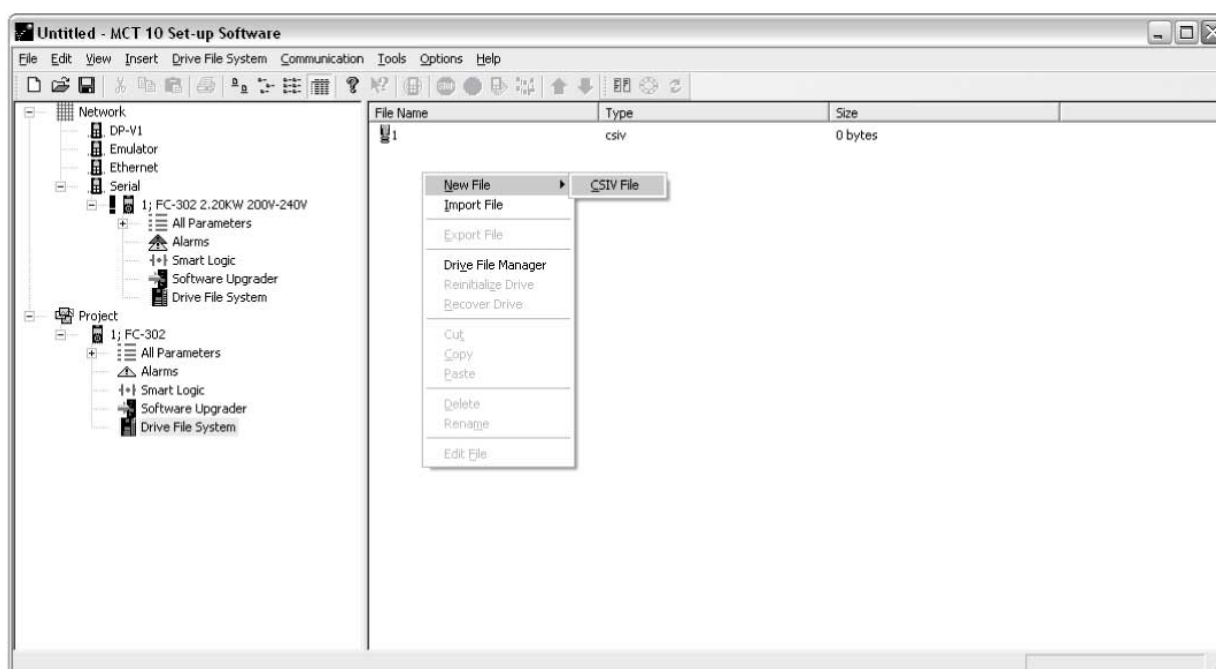 Untitled - MCT 10 Set-up Software
File Edit View Insert Drive File System Communication Tools Options Help
Network
DP-V1
Emulator
Ethernet
Serial
1; FC-302 2.20KW 200V-240V
All Parameters
Alarms
Smart Logic
Software Upgrader
Drive File System
Project
1; FC-302
All Parameters
Alarms
Smart Logic
Software Upgrader
Drive File System
File Name Type Size
1 csiv 0 bytes
New File CSIV File
Import File
Export File
Drive File Manager
Reinitialize Drive
Recover Drive
Cut
Copy
Paste
Delete
Rename
Edit File